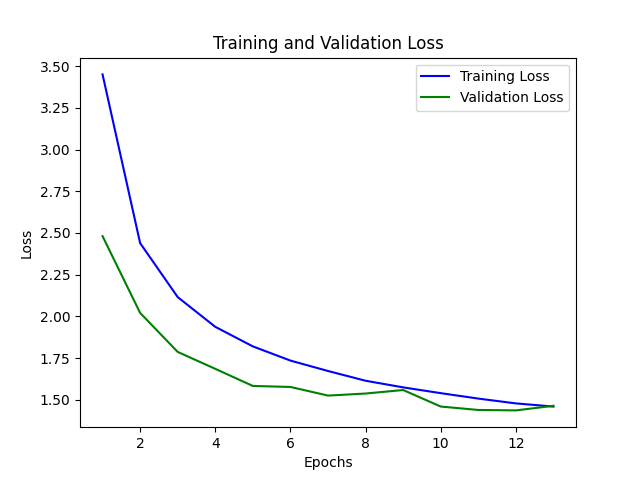 Training and Validation Loss
Training Loss
Validation Loss
3.50
3.25
3.00
2.75
2.50
2.25
2.00
1.75
1.50
Loss
2 4 6 8 10 12
Epochs